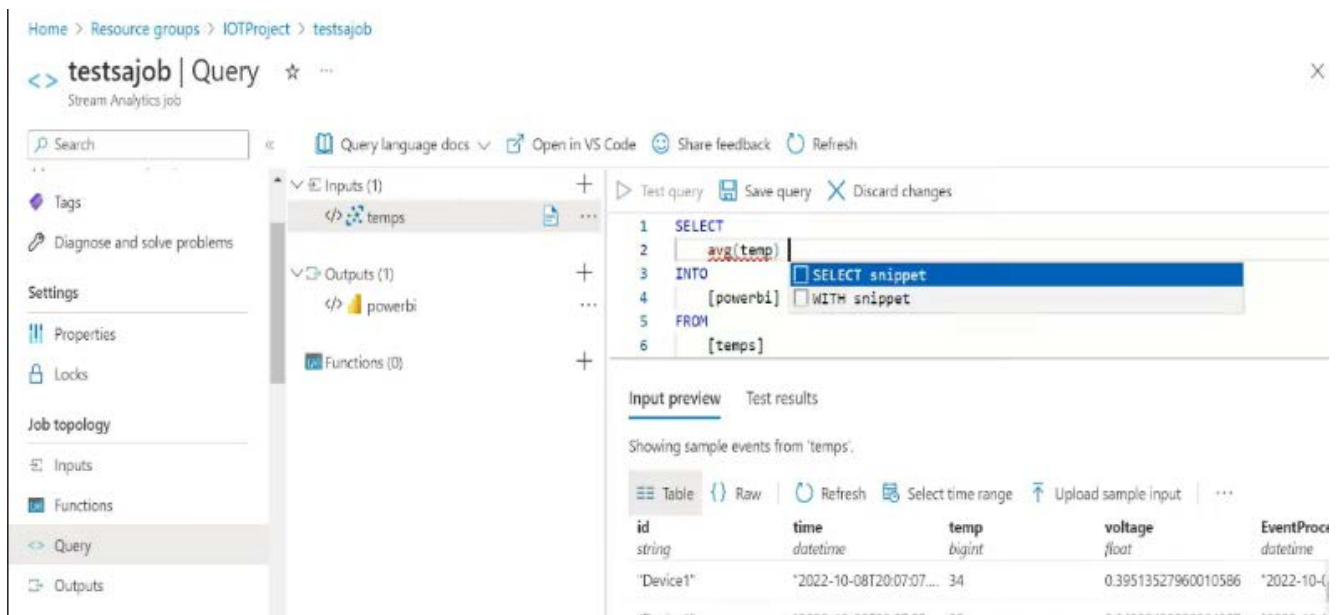 Home > Resource groups > IOTProject > testsajob
<> testsajob | Query ☆ ...
Stream Analytics job
Search
«
Query language docs
Open in VS Code
Share feedback
Refresh
Tags
Diagnose and solve problems
Settings
Properties
Locks
Job topology
Inputs
Functions
Query
Outputs
Inputs (1)
temps
Outputs (1)
powerbi
Functions (0)
Test query
Save query
Discard changes
1 SELECT
2 avg(temp)
3 INTO
4 [powerbi]
5 FROM
6 [temps]
SELECT snippet
WITH snippet
Input preview
Test results
Showing sample events from 'temps'.
Table
{} Raw
Refresh
Select time range
Upload sample input
...
id time temp voltage EventProce
string datetime bigint float datetime
"Device1" "2022-10-08T20:07:07.... 34 0.39513527960010586 "2022-10-